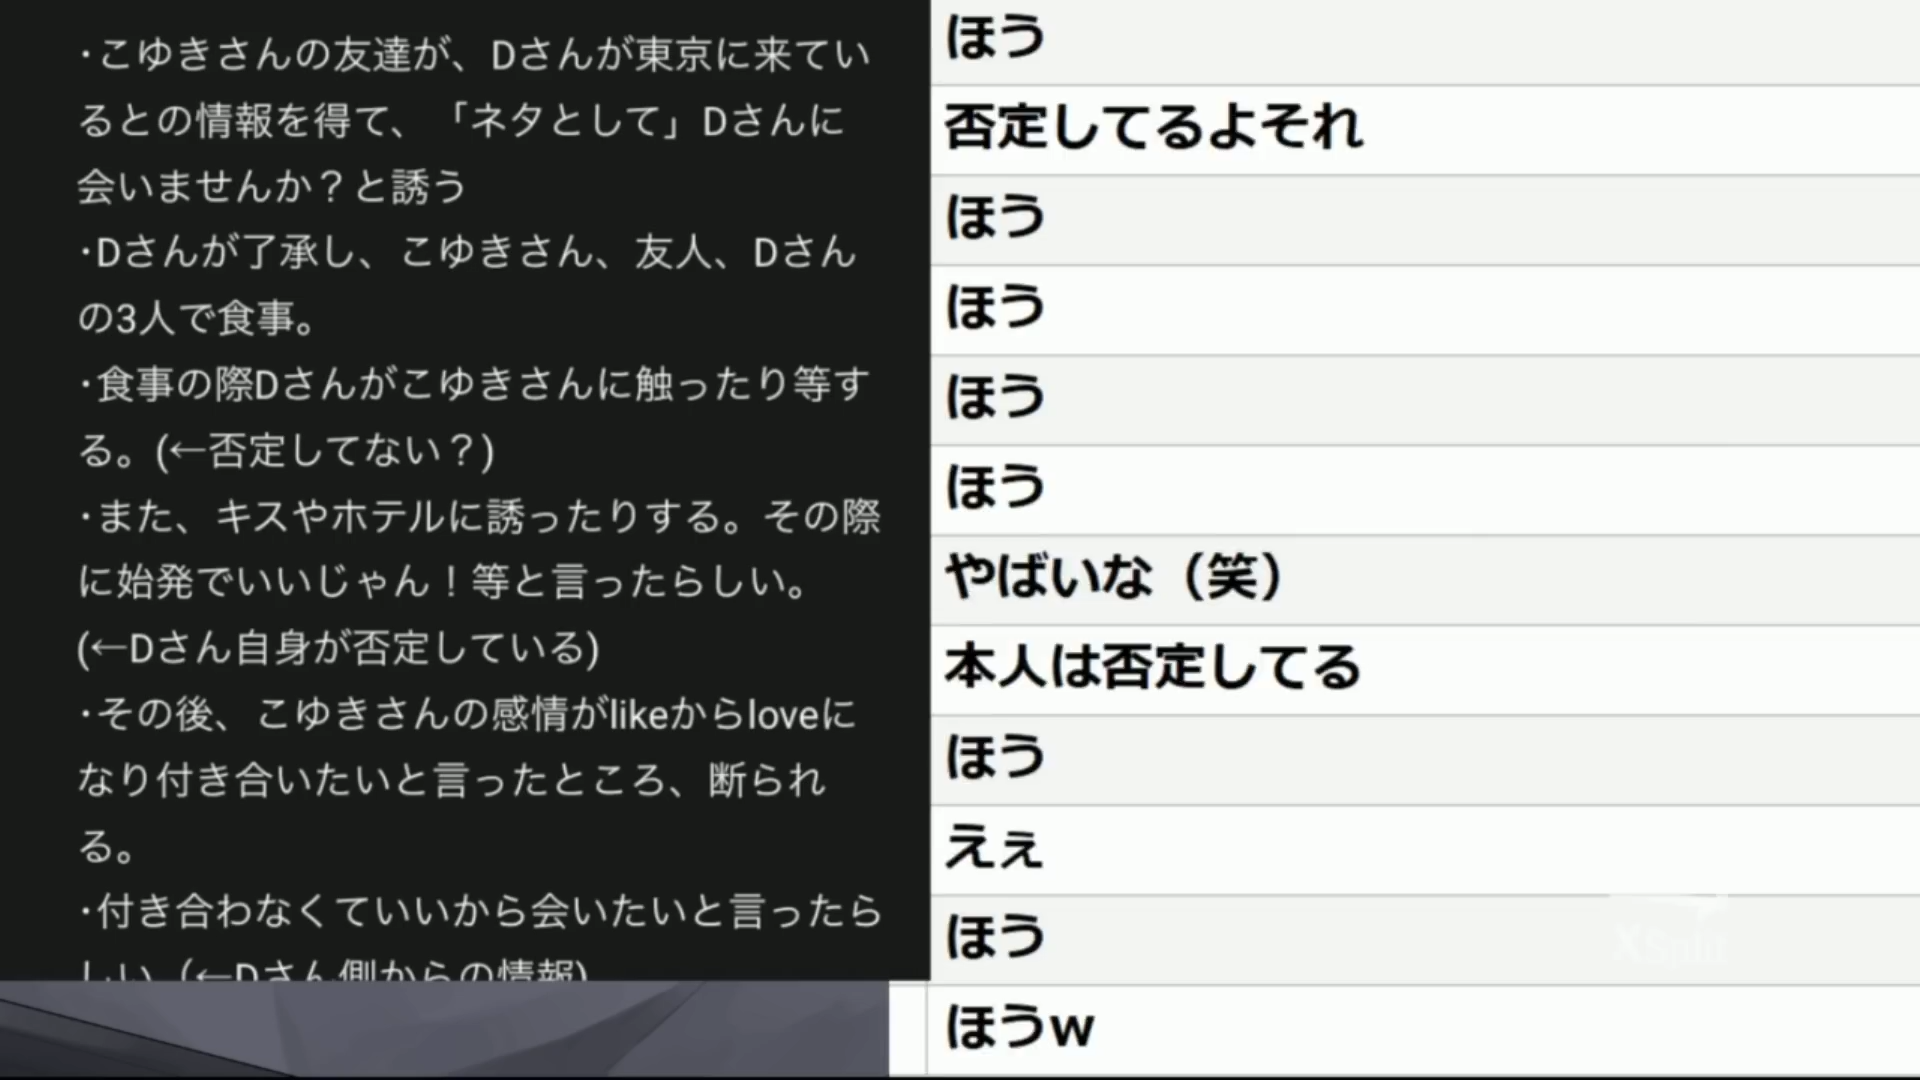 ・こゆきさんの友達が、Dさんが東京に来てい
るとの情報を得て、「ネタとして」Dさんに
会いませんか？と誘う
・Dさんが了承し、こゆきさん、友人、Dさん
の3人で食事。
・食事の際Dさんがこゆきさんに触ったり等す
る。(←否定してない？)
・また、キスやホテルに誘ったりする。その際
に始発でいいじゃん！等と言ったらしい。
(←Dさん自身が否定している)
・その後、こゆきさんの感情がlikeからloveに
なり付き合いたいと言ったところ、断られ
る。
・付き合わなくていいから会いたいと言ったら
しい（←Dさん側からの情報)
ほう
否定してるよそれ
ほう
ほう
ほう
ほう
やばいな（笑）
本人は否定してる
ほう
えぇ
ほう
ほうw
XSplit